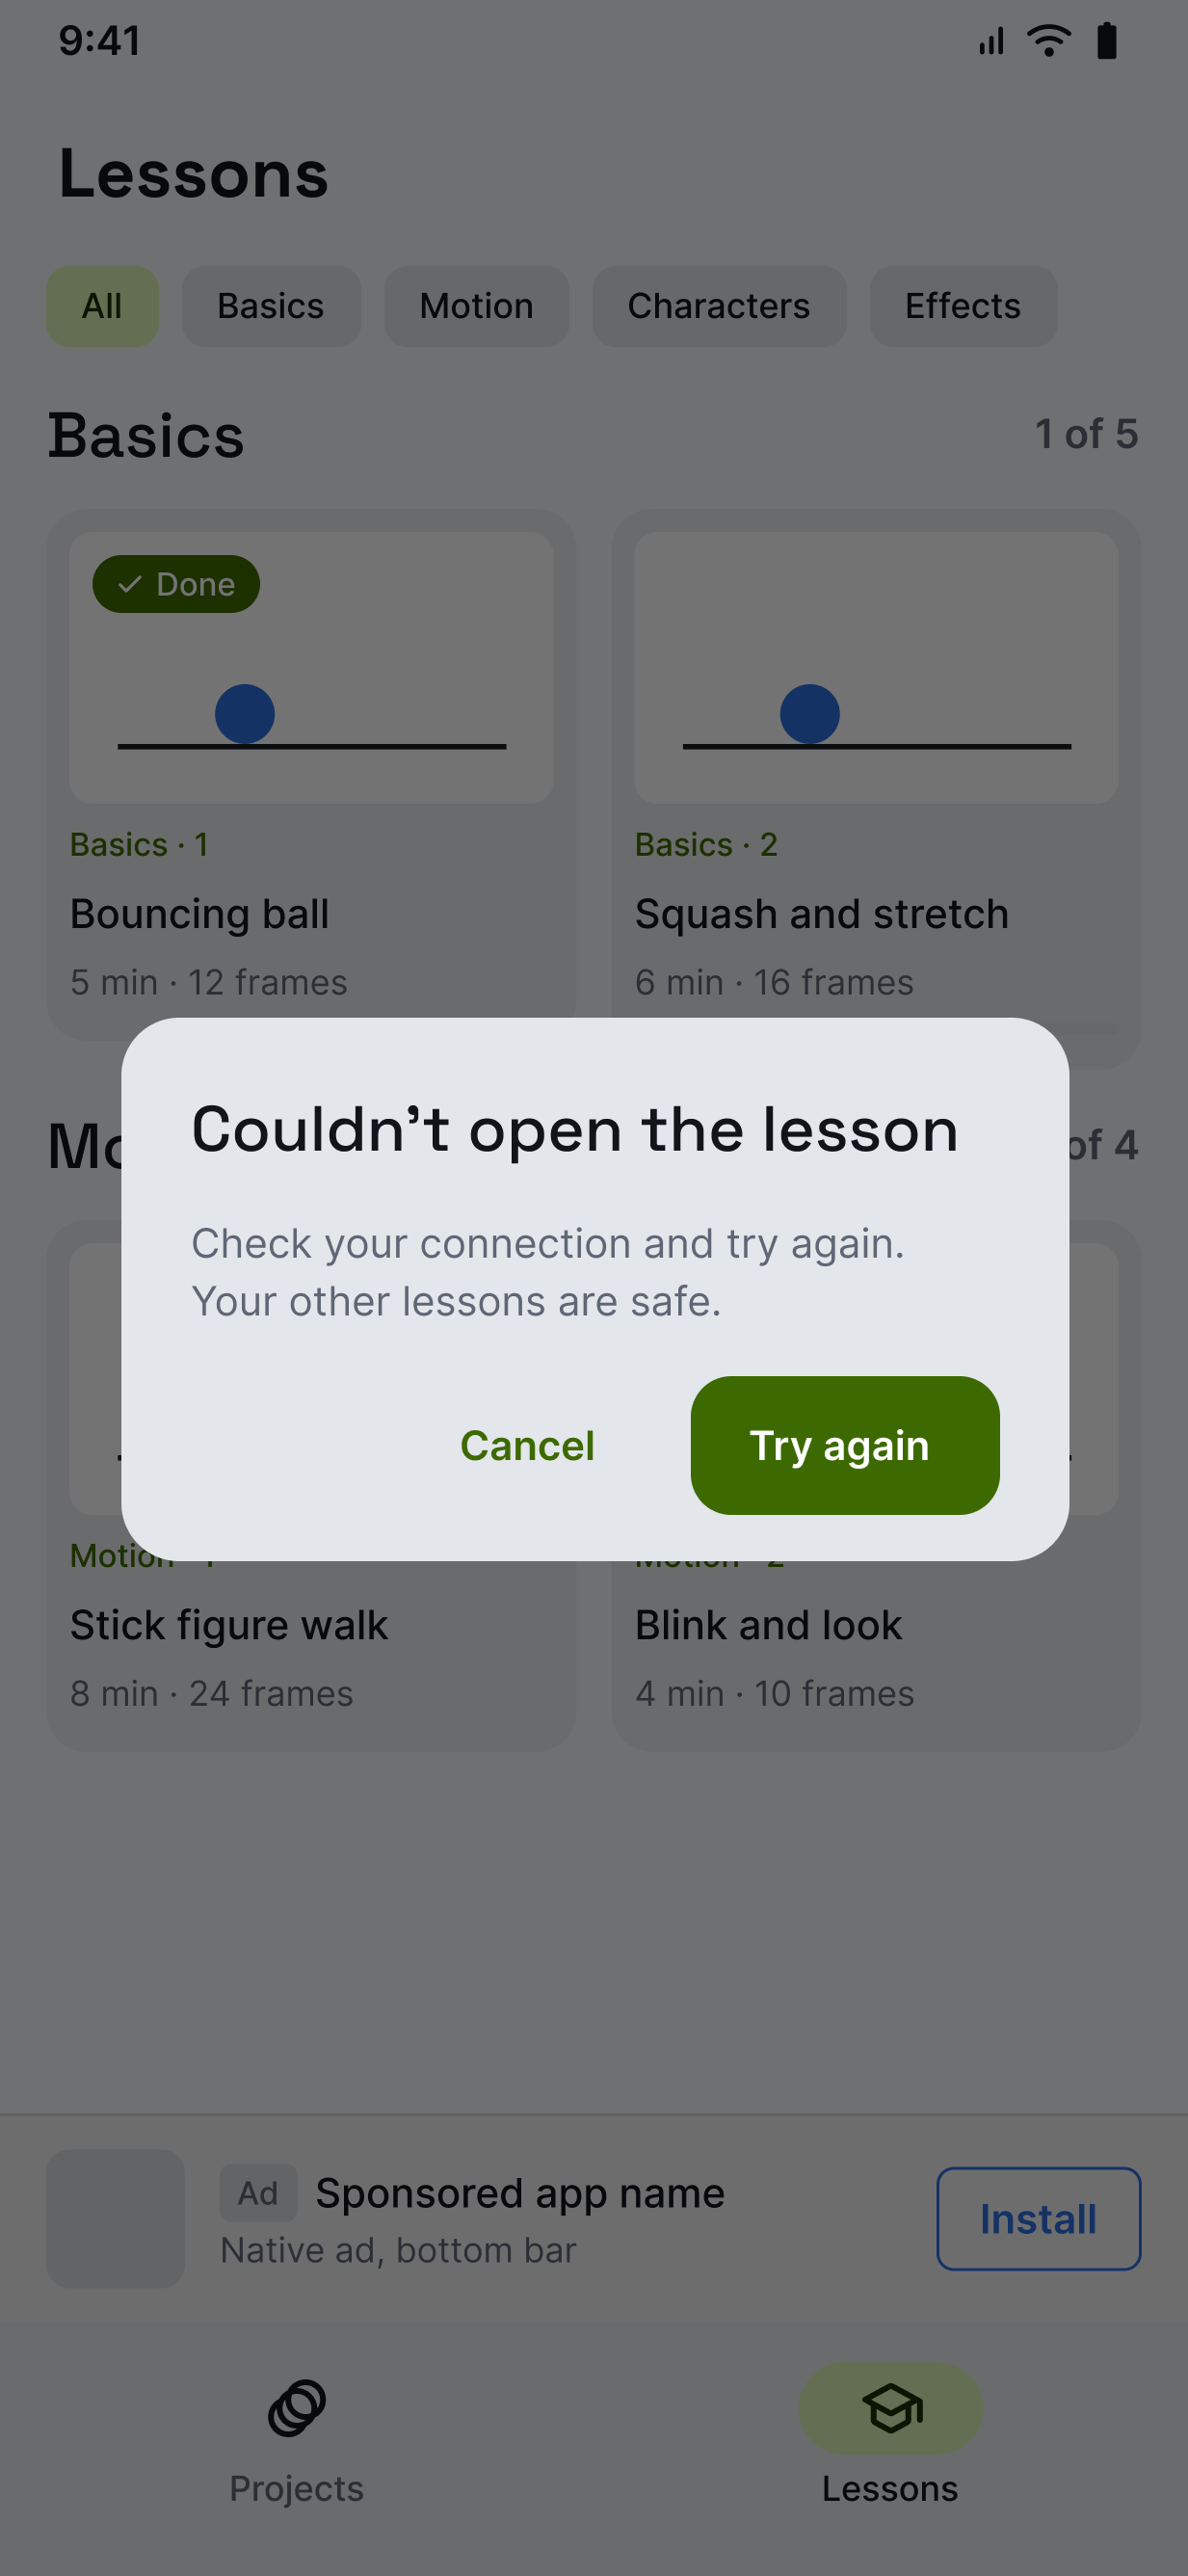 9:41
Lessons
All Basics Motion Characters Effects
Basics 1 of 5
Done
Basics · 1 Basics · 2
Bouncing ball Squash and stretch
5 min · 12 frames 6 min · 16 frames
of 4
Couldn’t open the lesson
Check your connection and try again.
Your other lessons are safe.
Cancel Try again
Motion
Stick figure walk Blink and look
8 min · 24 frames 4 min · 10 frames
Ad Sponsored app name
Native ad, bottom bar
Install
Projects Lessons